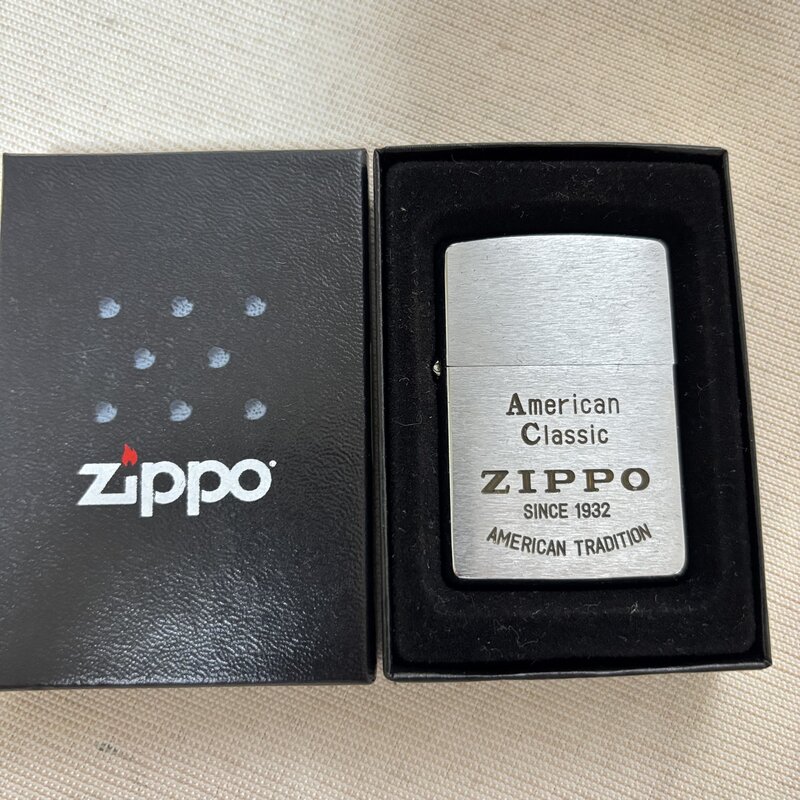 zippo
American
Classic
ZIPPO
SINCE 1932
AMERICAN TRADITION